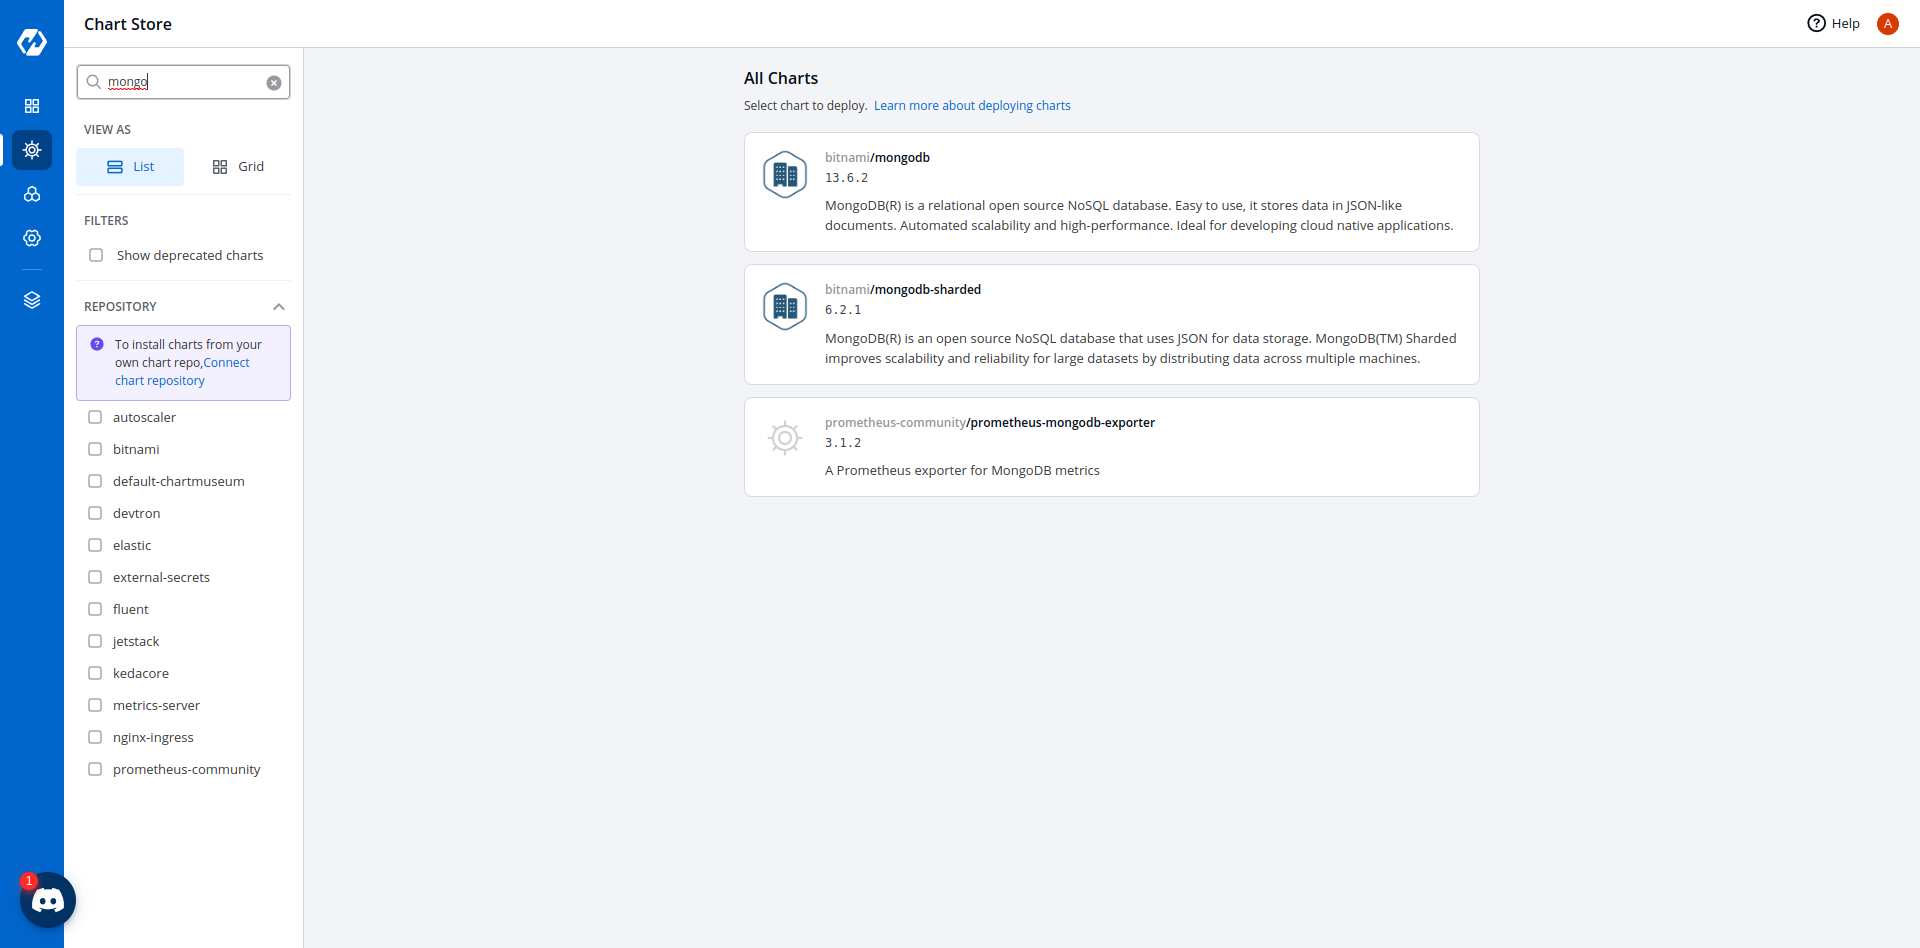 Chart Store
Help
A
mongo
VIEW AS
List
Grid
FILTERS
Show deprecated charts
REPOSITORY
? To install charts from your
own chart repo,Connect
chart repository
autoscaler
bitnami
default-chartmuseum
devtron
elastic
external-secrets
fluent
jetstack
kedacore
metrics-server
nginx-ingress
prometheus-community
1
All Charts
Select chart to deploy. Learn more about deploying charts
bitnami/mongodb
13.6.2
MongoDB(R) is a relational open source NoSQL database. Easy to use, it stores data in JSON-like
documents. Automated scalability and high-performance. Ideal for developing cloud native applications.
bitnami/mongodb-sharded
6.2.1
MongoDB(R) is an open source NoSQL database that uses JSON for data storage. MongoDB(TM) Sharded
improves scalability and reliability for large datasets by distributing data across multiple machines.
prometheus-community/prometheus-mongodb-exporter
3.1.2
A Prometheus exporter for MongoDB metrics